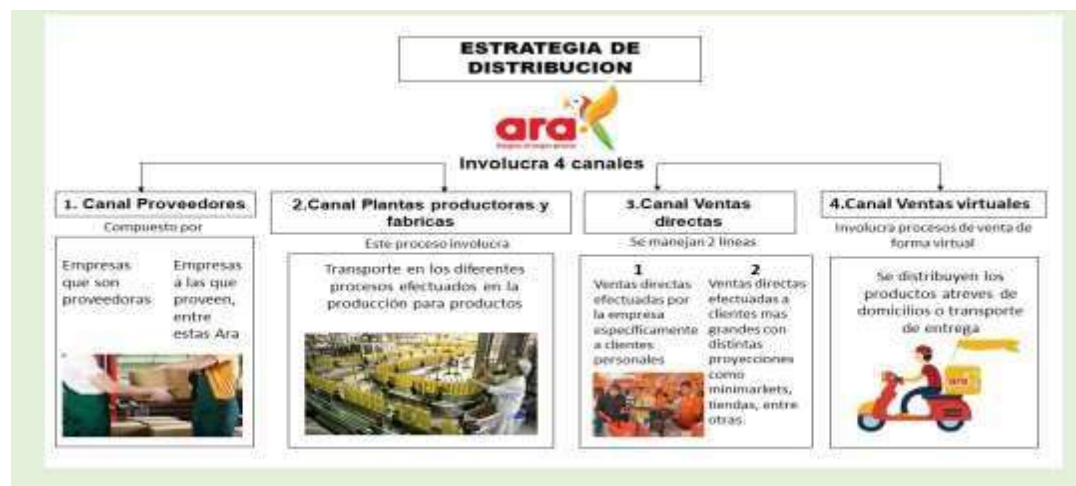 ESTRATEGIA DE
DISTRIBUCION
ara
Involucra 4 canales
1. Canal Proveedores
Compuesto por
Empresas
que son
proveedoras
Empresas
a las que
proveen,
entre
estas Ara
2.Canal Plantas productoras y
fabricas
Este proceso involucra
Transporte en los diferentes
procesos efectuados en la
producción para productos
3.Canal Ventas
directas
Se manejan 2 lineas
1
Ventas directas
efectuadas por
la empresa
específicamente
a clientes
personales
2
Ventas directas
efectuadas a
clientes mas
grandes con
distintas
proyecciones
como
minimarkets,
tiendas, entre
otras.
4.Canal Ventas virtuales
Involucra procesos de venta de
forma virtual
Se distribuyen los
productos atreves de
domicilios o transporte
de entrega
ara